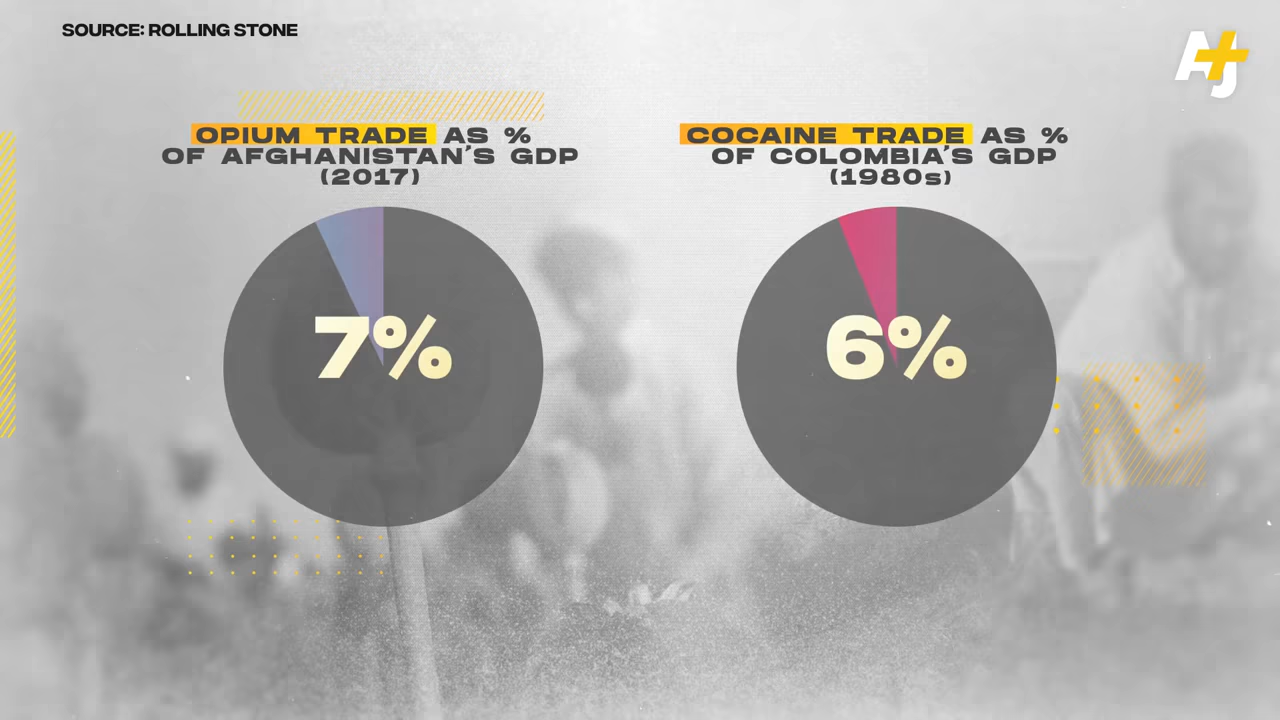 SOURCE: ROLLING STONE
AJ+
OPIUM TRADE AS %
OF AFGHANISTAN'S GDP
(2017)
7%
COCAINE TRADE AS %
OF COLOMBIA'S GDP
(1980s)
6%